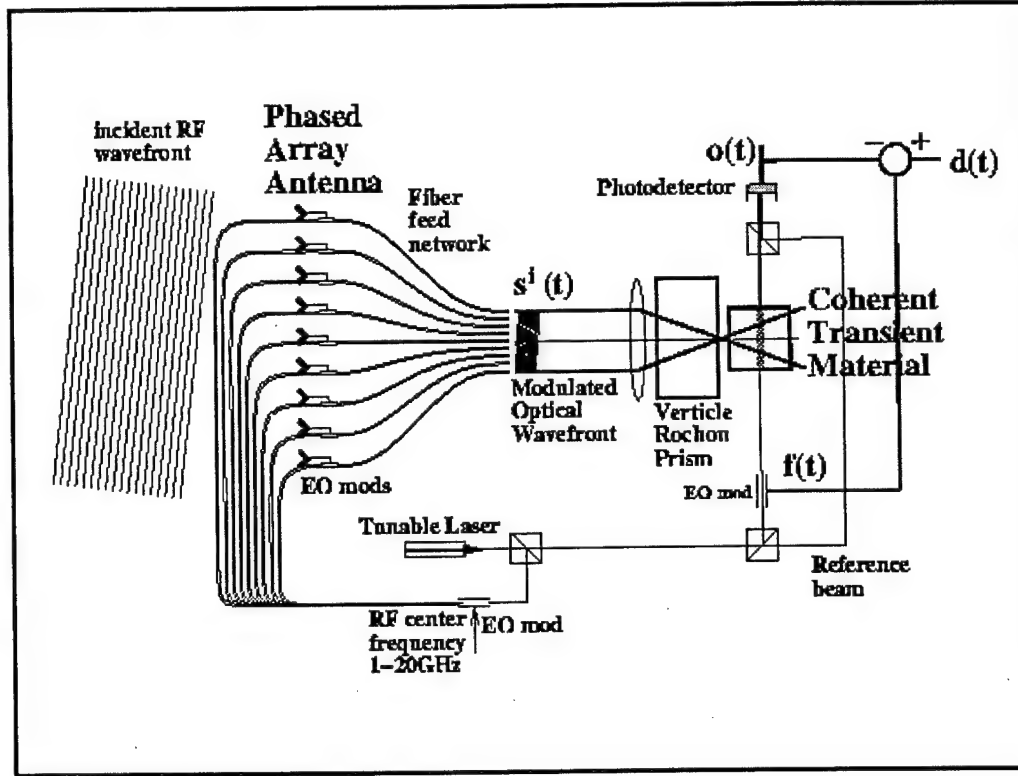 incident RF
wavefront
Phased
Array
Antenna
Fiber
feed
network
o(t)
− +
d(t)
Photodetector
s^i (t)
Coherent
Transient
Material
Modulated
Optical
Wavefront
Verticle
Rochon
Prism
EO mods
f(t)
EO mod
Tunable Laser
Reference
beam
RF center
frequency
1–20GHz
EO mod